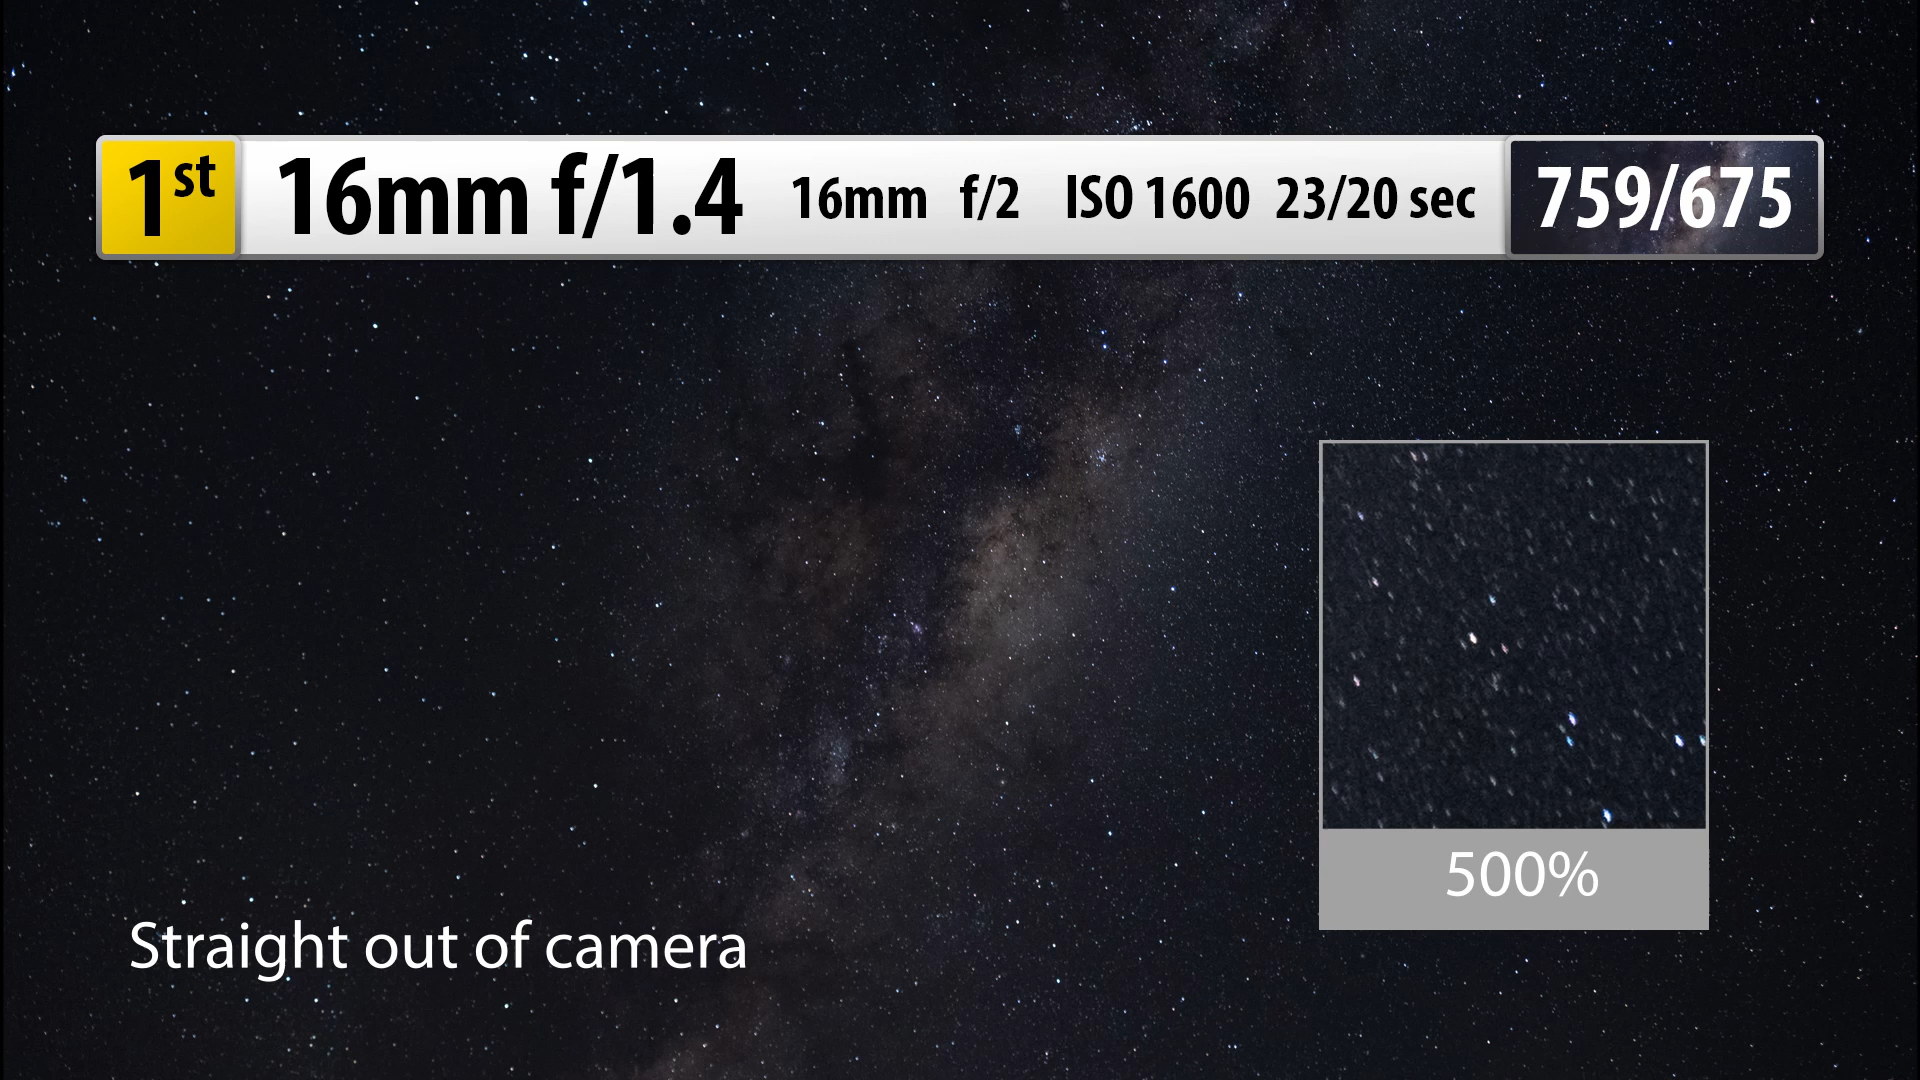 1st 16mm f/1.4 16mm f/2 ISO 1600 23/20 sec 759/675
500%
Straight out of camera